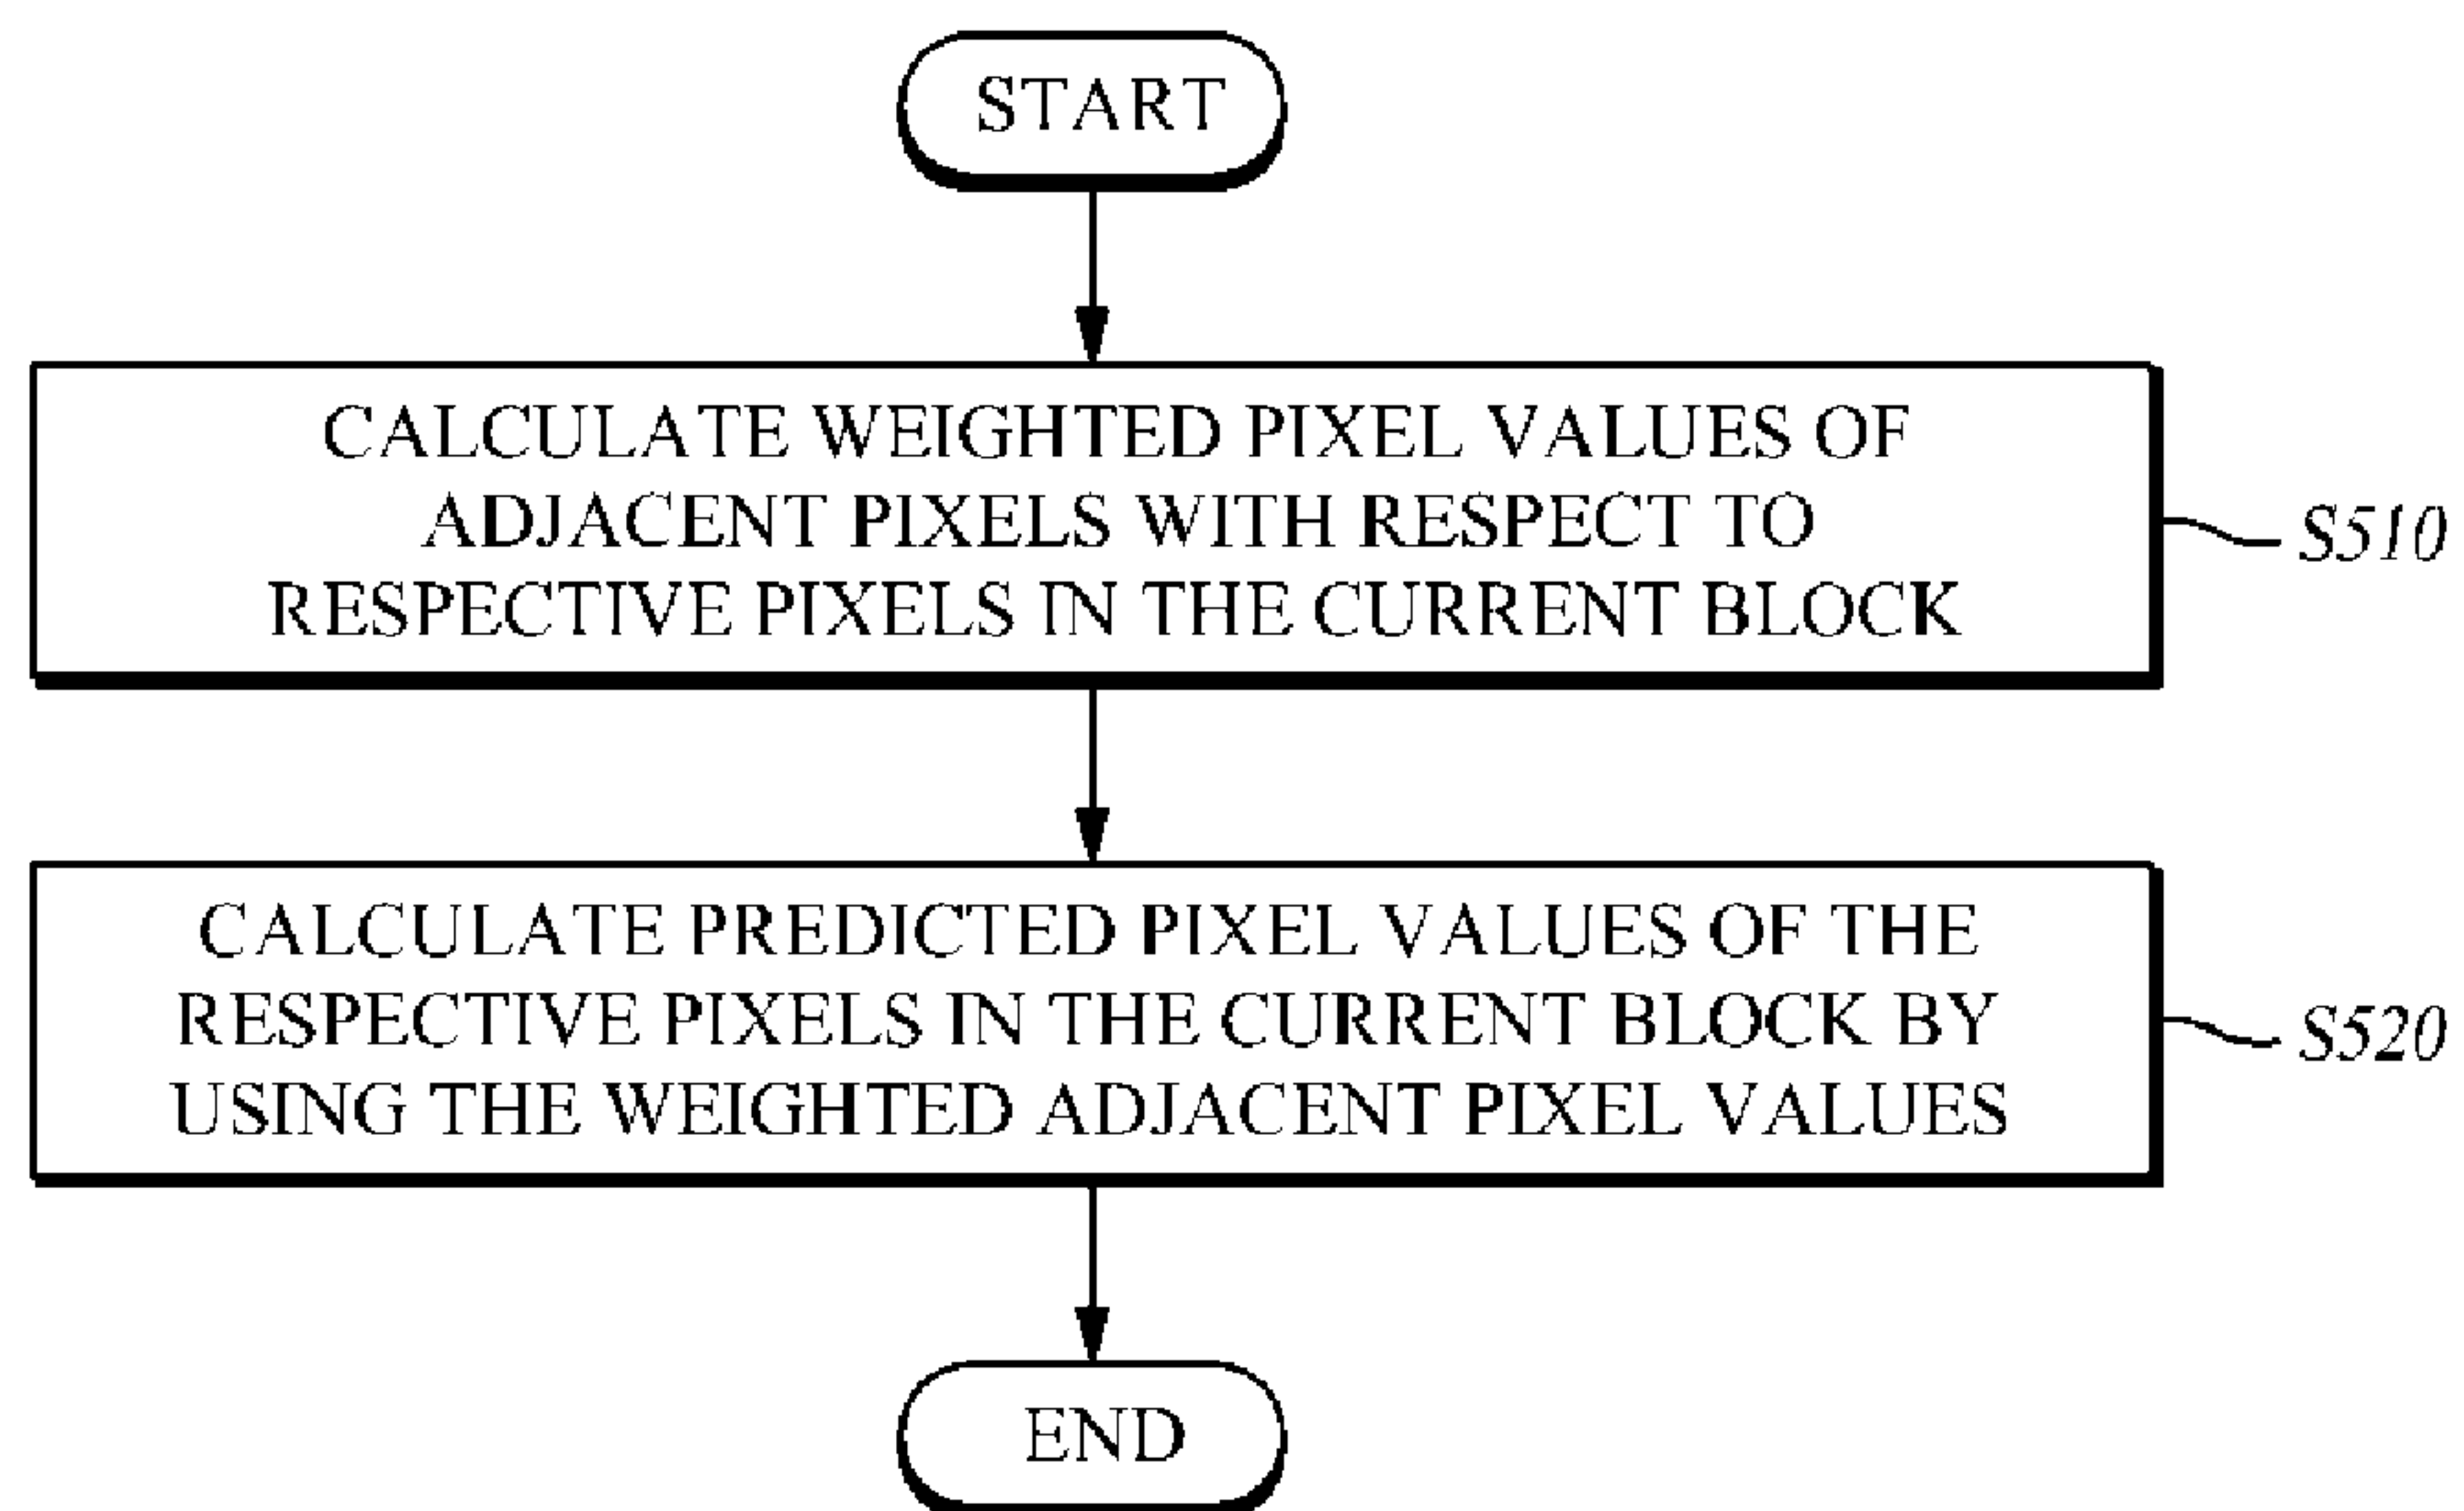 START
CALCULATE WEIGHTED PIXEL VALUES OF
ADJACENT PIXELS WITH RESPECT TO
RESPECTIVE PIXELS IN THE CURRENT BLOCK
S510
CALCULATE PREDICTED PIXEL VALUES OF THE
RESPECTIVE PIXELS IN THE CURRENT BLOCK BY
USING THE WEIGHTED ADJACENT PIXEL VALUES
S520
END